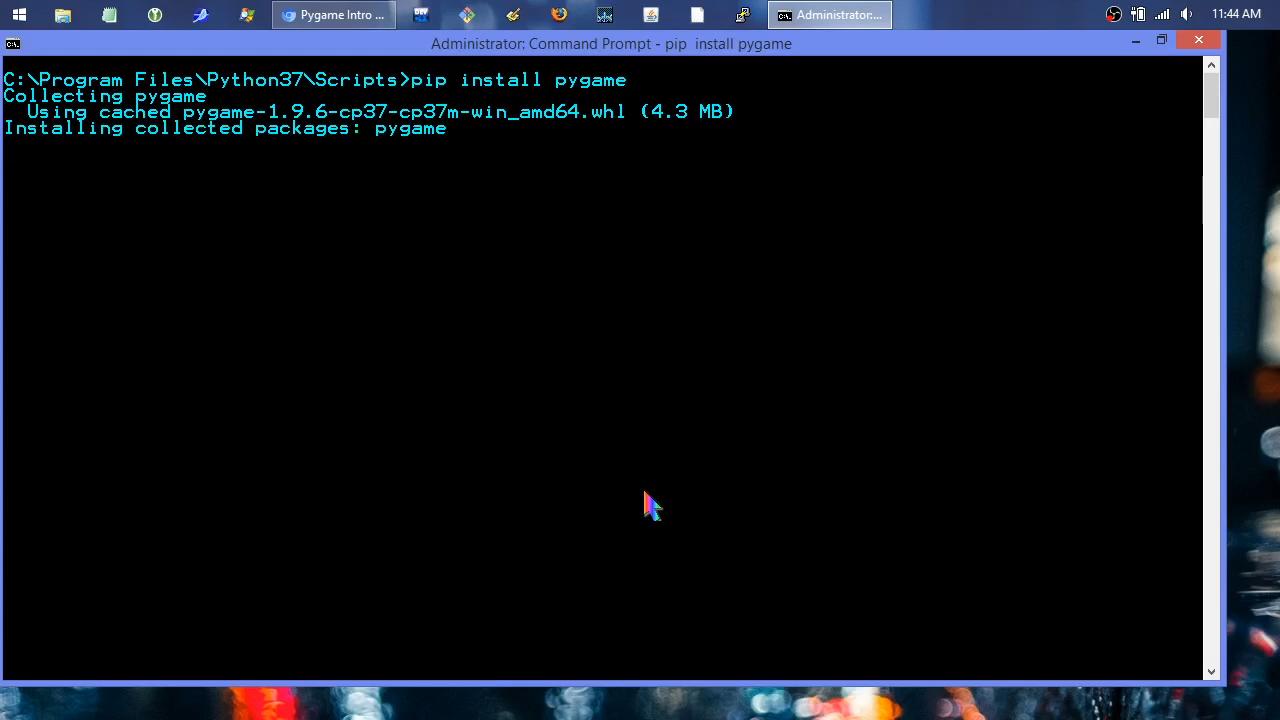 Pygame Intro ...
Administrator:...
11:44 AM
Administrator: Command Prompt - pip  install pygame
C:\Program Files\Python37\Scripts>pip install pygame
Collecting pygame
  Using cached pygame-1.9.6-cp37-cp37m-win_amd64.whl (4.3 MB)
Installing collected packages: pygame